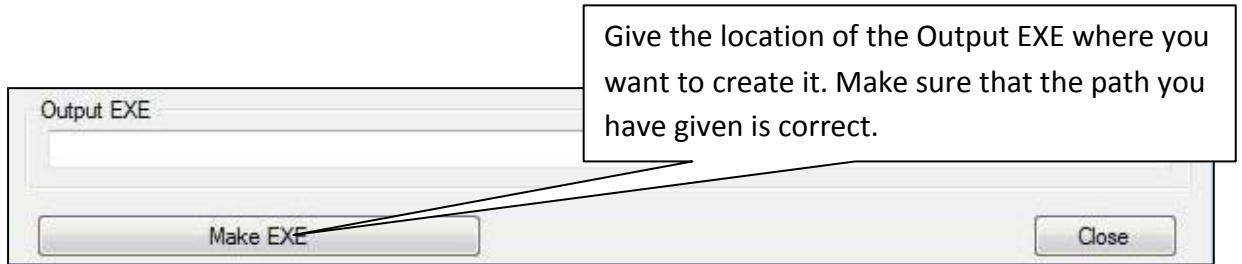 Give the location of the Output EXE where you
want to create it. Make sure that the path you
have given is correct.
Output EXE
Make EXE
Close